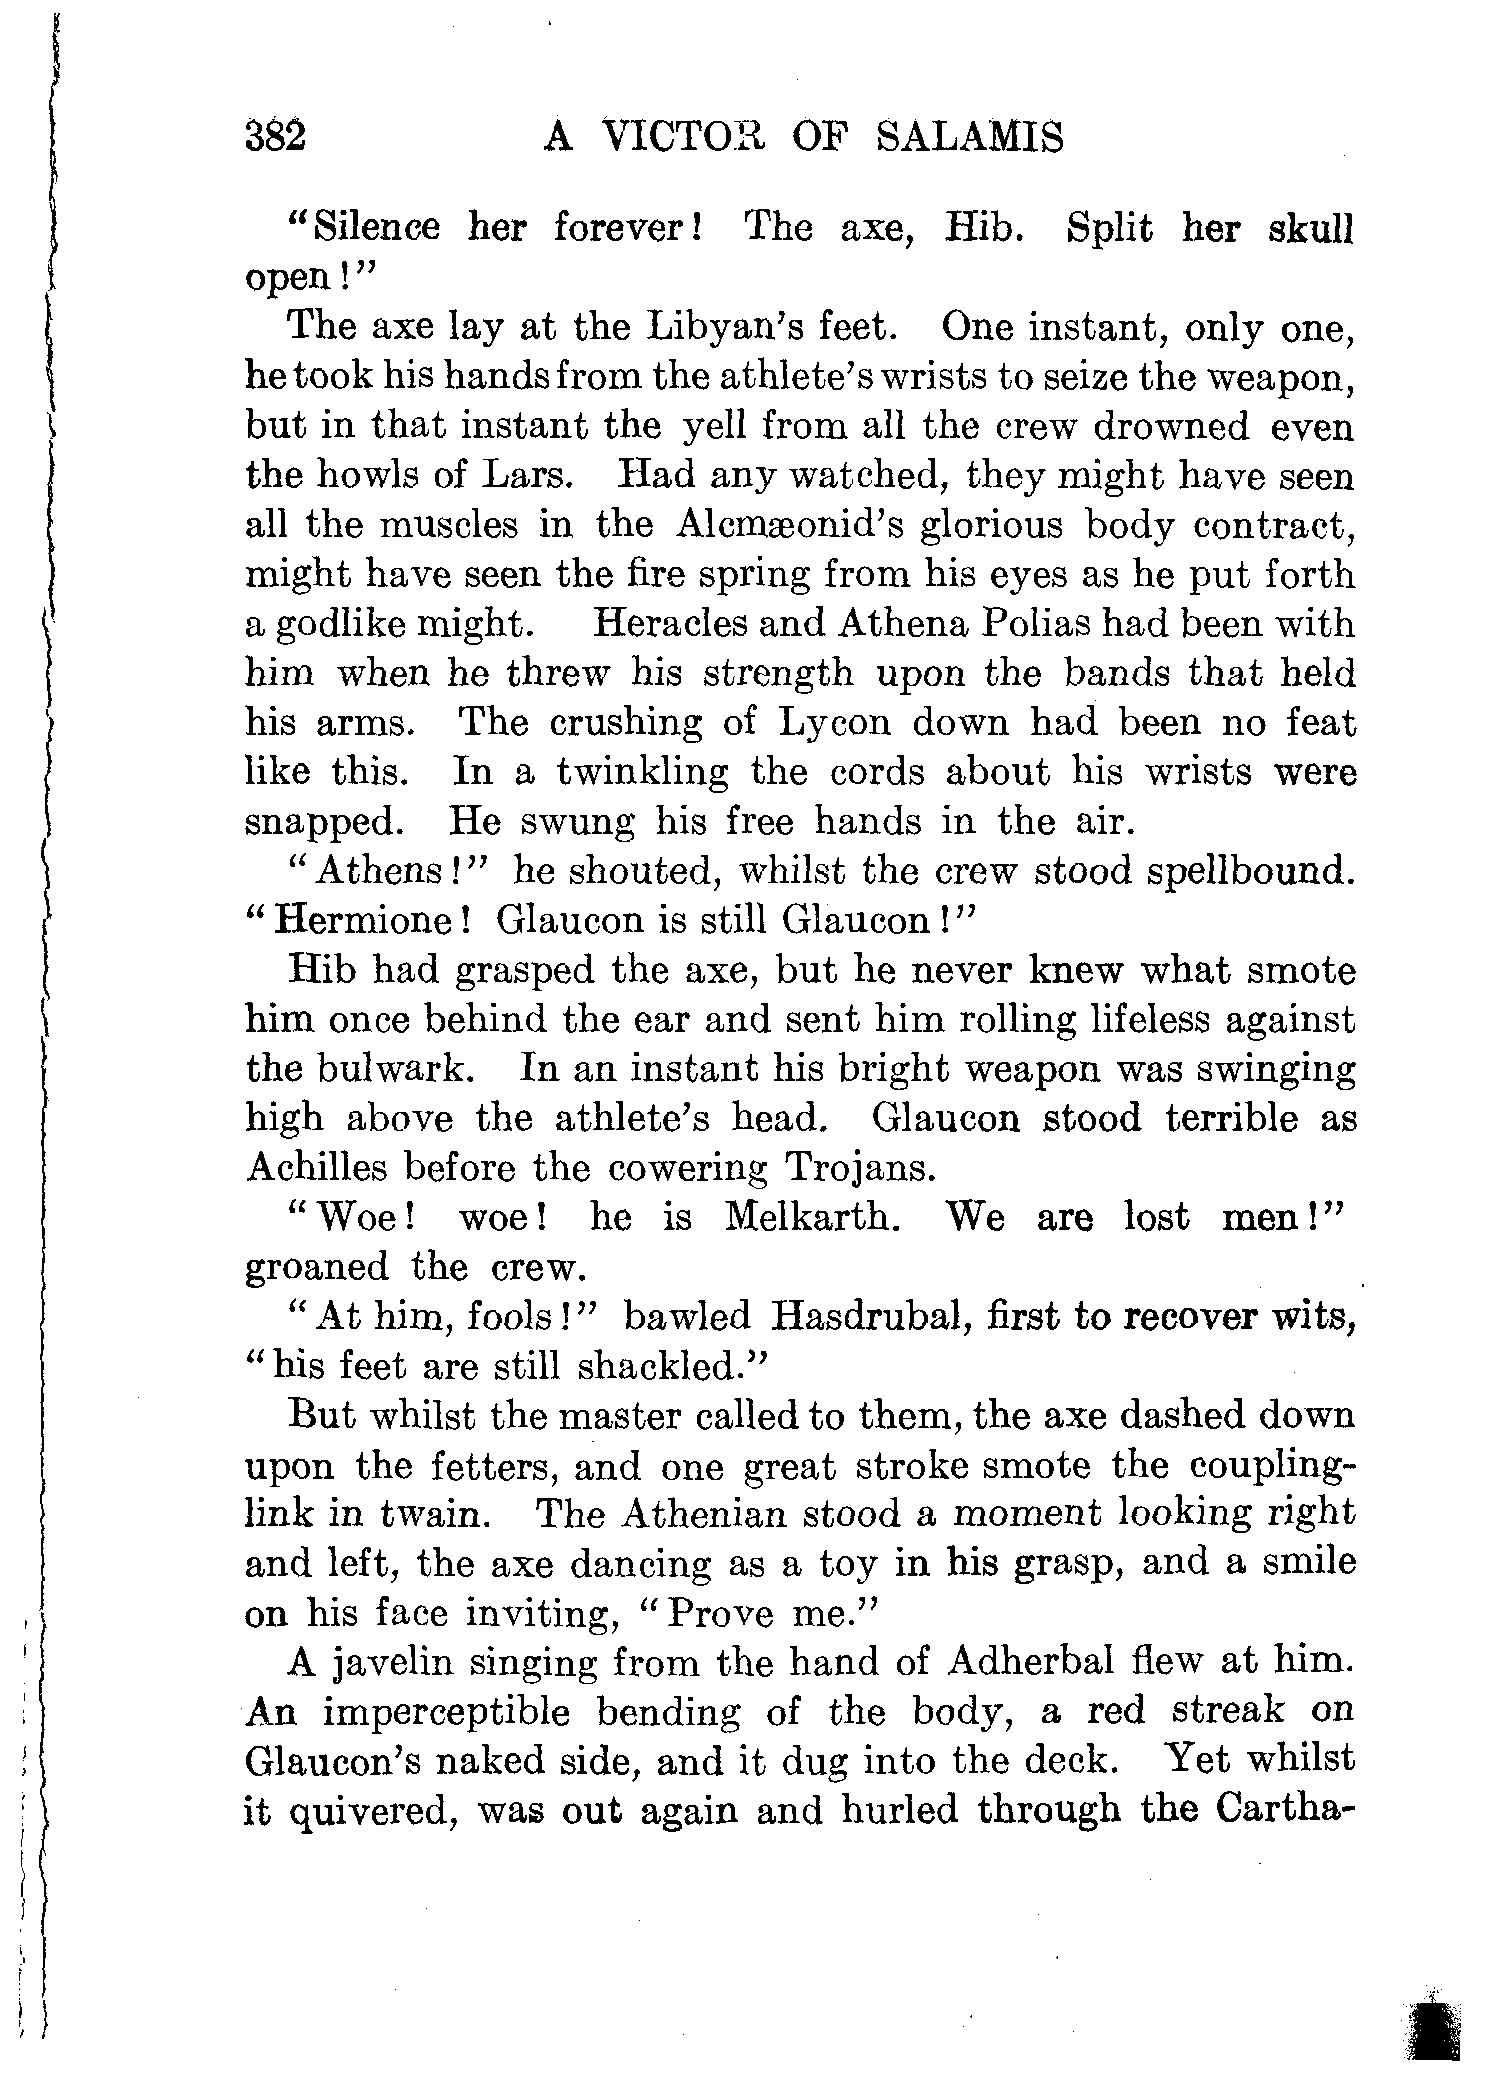 382 A VICTOR OF SALAMIS
"Silence her forever! The axe, Hib. Split her skull
open!"
The axe lay at the Libyan's feet. One instant, only one,
he took his hands from the athlete's wrists to seize the weapon,
but in that instant the yell from all the crew drowned even
the howls of Lars. Had any watched, they might have seen
all the muscles in the Alcmæonid's glorious body contract,
might have seen the fire spring from his eyes as he put forth
a godlike might. Heracles and Athena Polias had been with
him when he threw his strength upon the bands that held
his arms. The crushing of Lycon down had been no feat
like this. In a twinkling the cords about his wrists were
snapped. He swung his free hands in the air.
"Athens!" he shouted, whilst the crew stood spellbound.
"Hermione! Glaucon is still Glaucon!"
Hib had grasped the axe, but he never knew what smote
him once behind the ear and sent him rolling lifeless against
the bulwark. In an instant his bright weapon was swinging
high above the athlete's head. Glaucon stood terrible as
Achilles before the cowering Trojans.
"Woe! woe! he is Melkarth. We are lost men!"
groaned the crew.
"At him, fools!" bawled Hasdrubal, first to recover wits,
"his feet are still shackled."
But whilst the master called to them, the axe dashed down
upon the fetters, and one great stroke smote the coupling-
link in twain. The Athenian stood a moment looking right
and left, the axe dancing as a toy in his grasp, and a smile
on his face inviting, "Prove me."
A javelin singing from the hand of Adherbal flew at him.
An imperceptible bending of the body, a red streak on
Glaucon's naked side, and it dug into the deck. Yet whilst
it quivered, was out again and hurled through the Cartha-